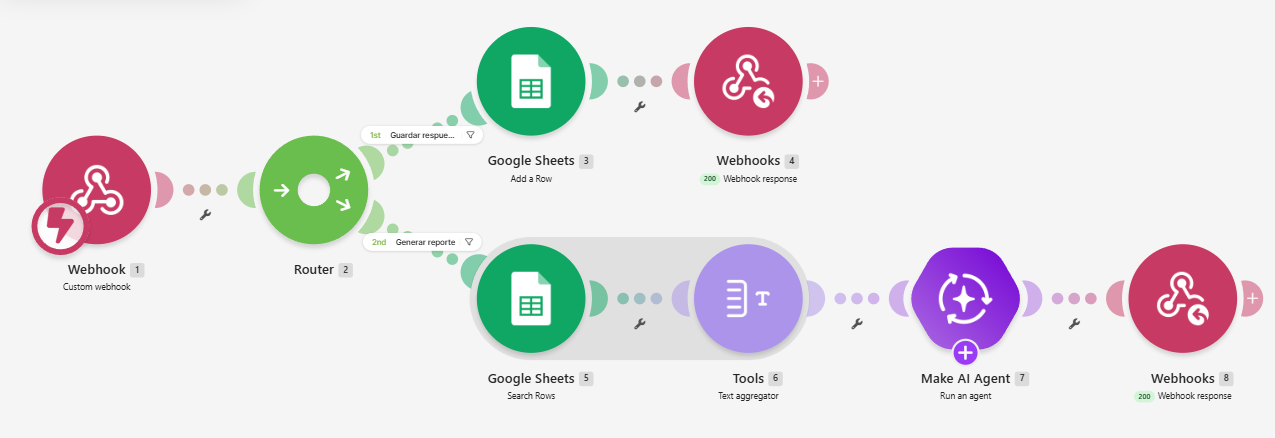 Google Sheets 3
Add a Row
Webhooks 4
200 Webhook response
1st Guardar respue...
Webhook 1
Custom webhook
Router 2
2nd Generar reporte
Google Sheets 5
Search Rows
T
Tools 6
Text aggregator
Make AI Agent 7
Run an agent
Webhooks 8
200 Webhook response